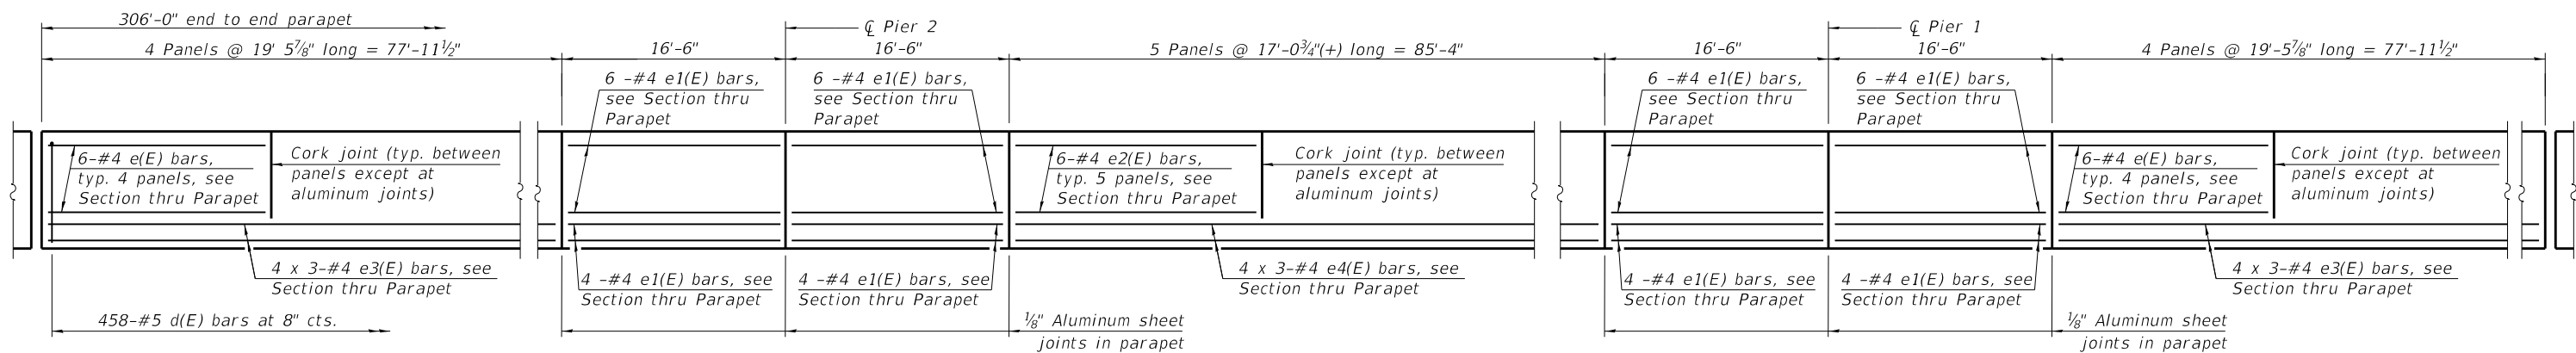 306'-0" end to end parapet
℄ Pier 2
℄ Pier 1
4 Panels @ 19' 5⅞" long = 77'-11½"
16'-6"
16'-6"
5 Panels @ 17'-0¾"(+) long = 85'-4"
16'-6"
16'-6"
4 Panels @ 19'-5⅞" long = 77'-11½"
6 -#4 e1(E) bars,
see Section thru
Parapet
6 -#4 e1(E) bars,
see Section thru
Parapet
6 -#4 e1(E) bars,
see Section thru
Parapet
6 -#4 e1(E) bars,
see Section thru
Parapet
6-#4 e(E) bars,
typ. 4 panels, see
Section thru Parapet
Cork joint (typ. between
panels except at
aluminum joints)
6-#4 e2(E) bars,
typ. 5 panels, see
Section thru Parapet
Cork joint (typ. between
panels except at
aluminum joints)
6-#4 e(E) bars,
typ. 4 panels, see
Section thru Parapet
Cork joint (typ. between
panels except at
aluminum joints)
4 x 3-#4 e3(E) bars, see
Section thru Parapet
4 -#4 e1(E) bars, see
Section thru Parapet
4 -#4 e1(E) bars, see
Section thru Parapet
4 x 3-#4 e4(E) bars, see
Section thru Parapet
4 -#4 e1(E) bars, see
Section thru Parapet
4 -#4 e1(E) bars, see
Section thru Parapet
4 x 3-#4 e3(E) bars, see
Section thru Parapet
458-#5 d(E) bars at 8" cts.
⅛" Aluminum sheet
joints in parapet
⅛" Aluminum sheet
joints in parapet